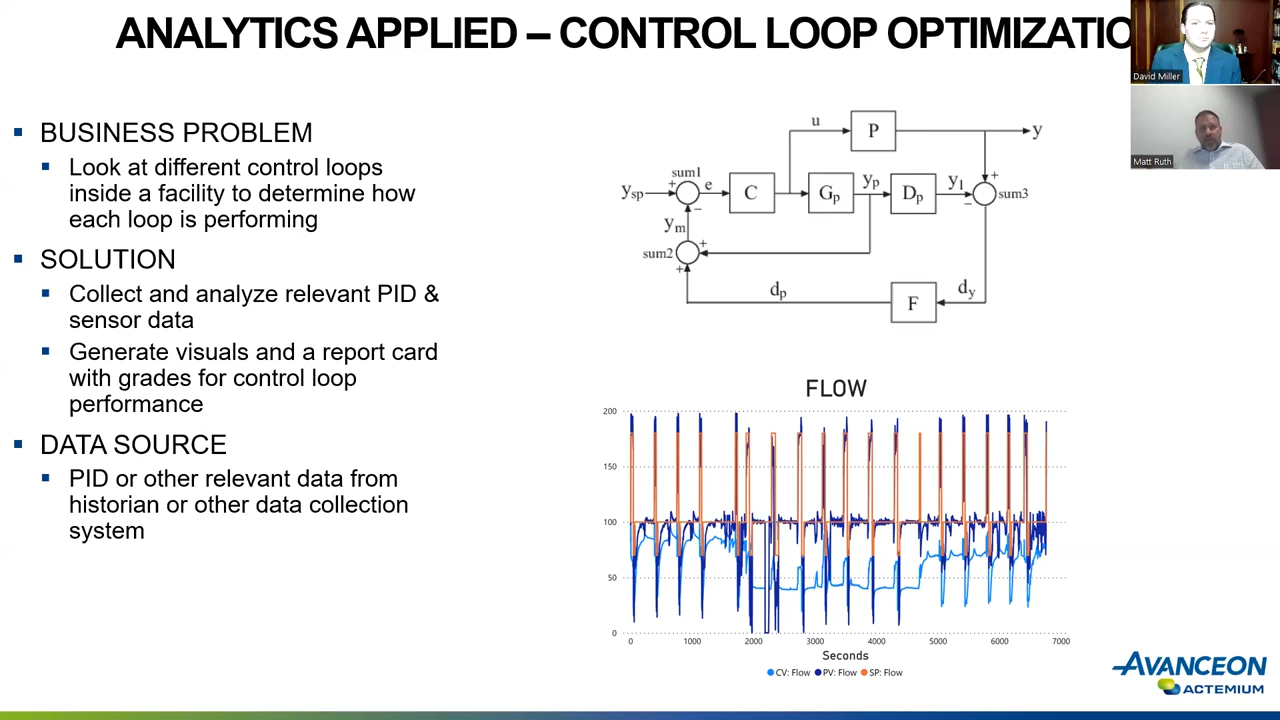 ANALYTICS APPLIED – CONTROL LOOP OPTIMIZATIO
David Miller
Matt Ruth
▪ BUSINESS PROBLEM
▪ Look at different control loops
inside a facility to determine how
each loop is performing
▪ SOLUTION
▪ Collect and analyze relevant PID &
sensor data
▪ Generate visuals and a report card
with grades for control loop
performance
▪ DATA SOURCE
▪ PID or other relevant data from
historian or other data collection
system
u
P
y
sum1
+
ysp
e
C
Gp
yp
Dp
y1
+
−
sum3
−
ym
sum2
+
+
dp
F
dy
FLOW
200
150
100
50
0
0 1000 2000 3000 4000 5000 6000 7000
Seconds
CV: Flow PV: Flow SP: Flow
AVANCEON
ACTEMIUM